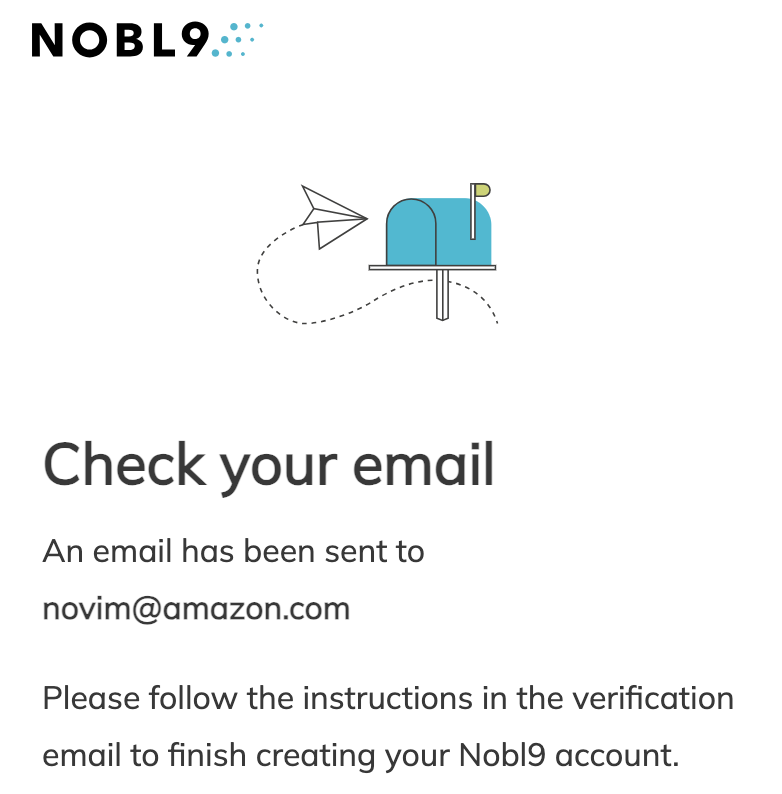 NOBL9
Check your email
An email has been sent to
novim@amazon.com
Please follow the instructions in the verification
email to finish creating your Nobl9 account.